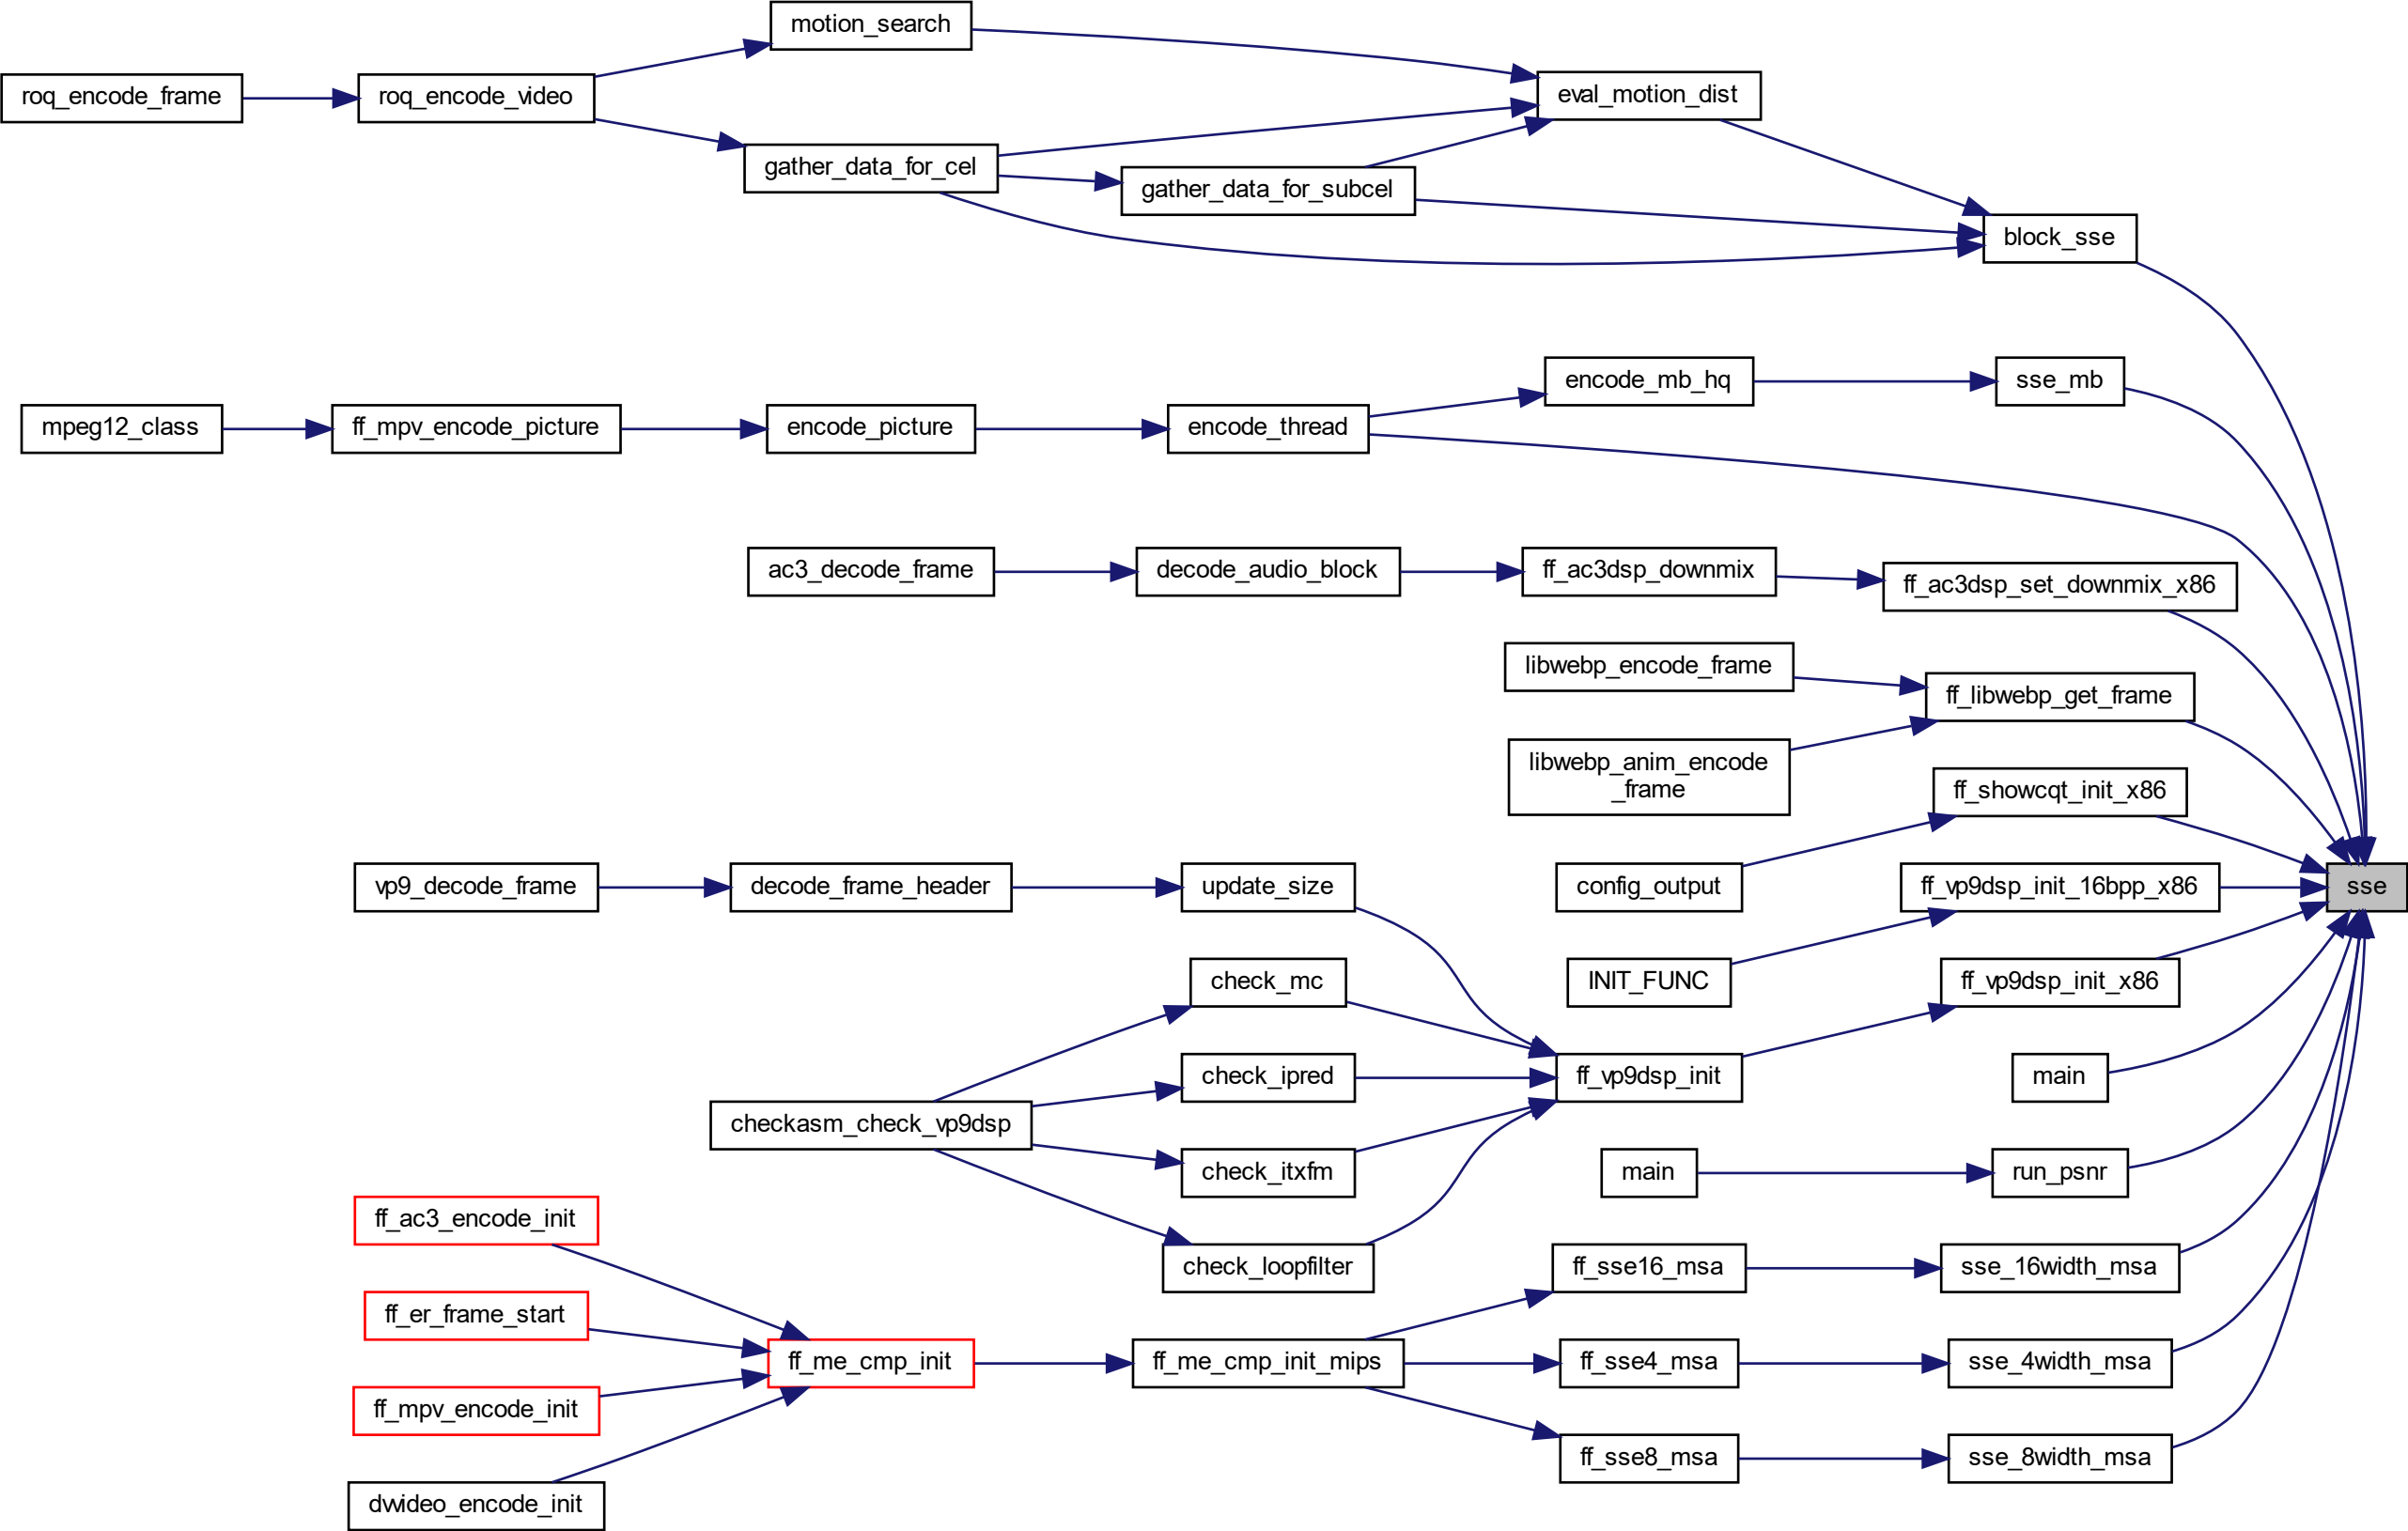 motion_search
roq_encode_frame
roq_encode_video
eval_motion_dist
gather_data_for_cel
gather_data_for_subcel
block_sse
encode_mb_hq
sse_mb
mpeg12_class
ff_mpv_encode_picture
encode_picture
encode_thread
ac3_decode_frame
decode_audio_block
ff_ac3dsp_downmix
ff_ac3dsp_set_downmix_x86
libwebp_encode_frame
ff_libwebp_get_frame
libwebp_anim_encode
_frame
ff_showcqt_init_x86
vp9_decode_frame
decode_frame_header
update_size
config_output
ff_vp9dsp_init_16bpp_x86
sse
check_mc
INIT_FUNC
ff_vp9dsp_init_x86
check_ipred
ff_vp9dsp_init
main
checkasm_check_vp9dsp
check_itxfm
main
run_psnr
ff_ac3_encode_init
check_loopfilter
ff_sse16_msa
sse_16width_msa
ff_er_frame_start
ff_me_cmp_init
ff_me_cmp_init_mips
ff_sse4_msa
sse_4width_msa
ff_mpv_encode_init
ff_sse8_msa
sse_8width_msa
dwideo_encode_init